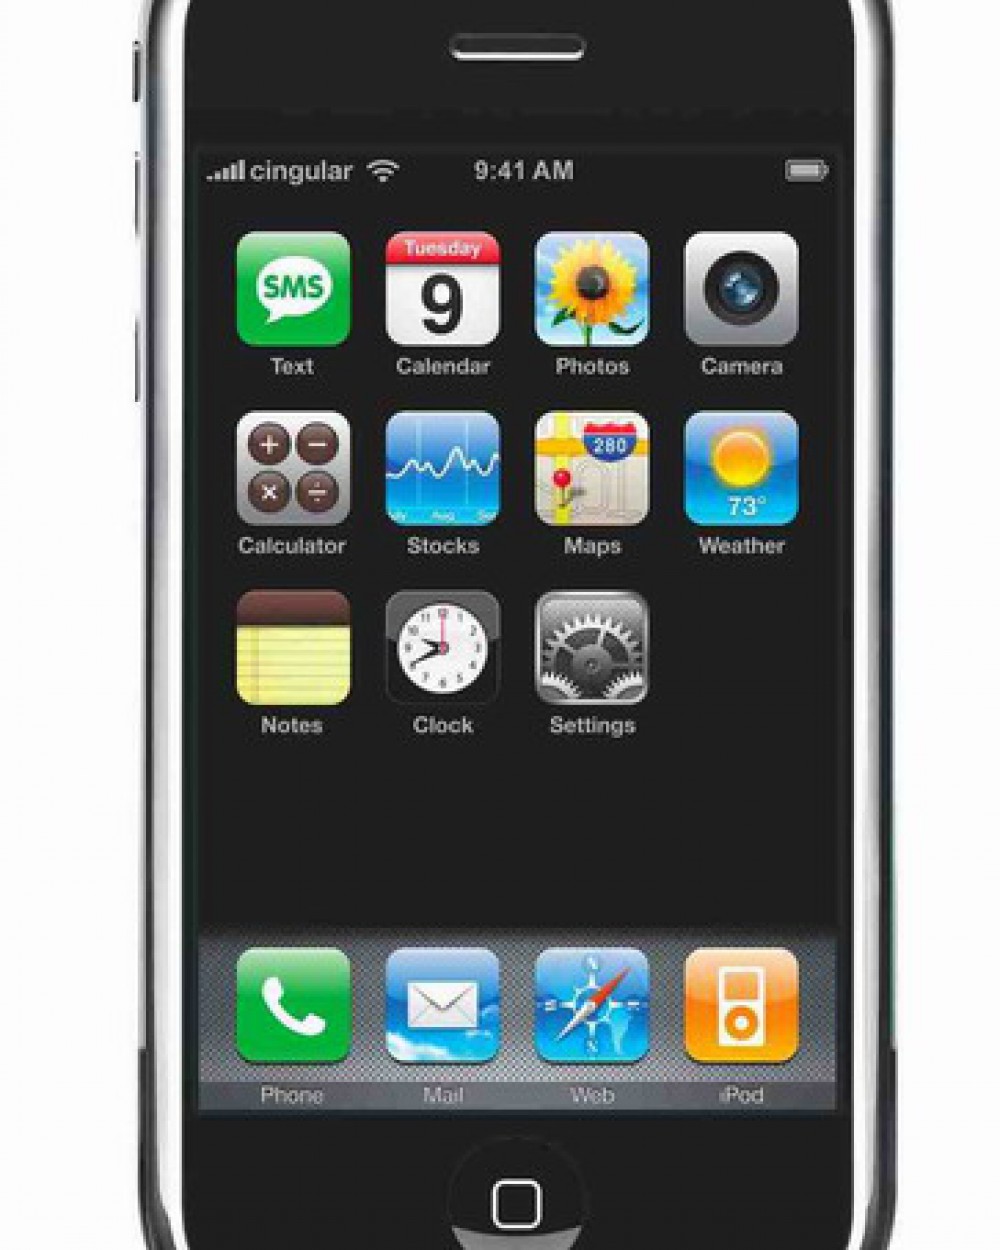 cingular 9:41 AM
Tuesday
SMS 9
Text Calendar Photos Camera
280
73°
Calculator Stocks Maps Weather
Notes Clock Settings
Phone Mail Web iPod